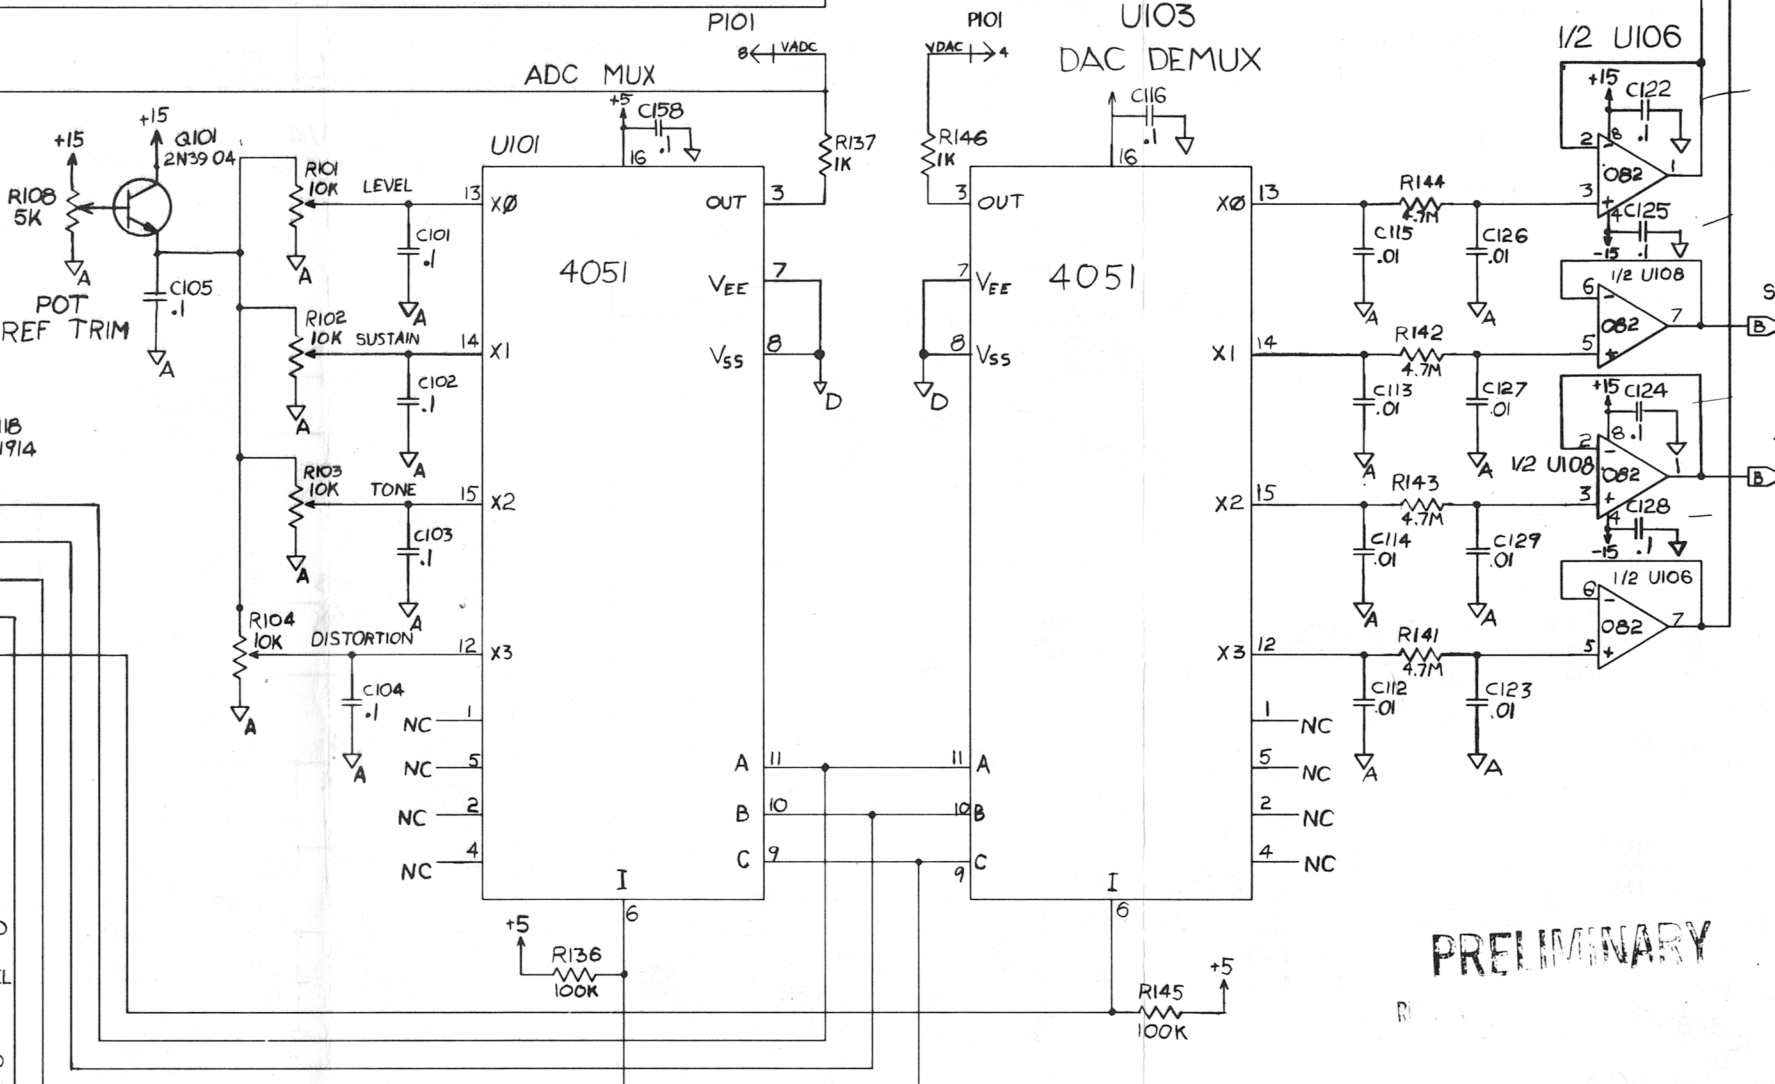 P101
8 VADC
P101
VDAC 4
U103
DAC DEMUX
1/2 U106
ADC MUX
+5
C158
.1
16
U101
R137
1K
R146
1K
C116
.1
16
+15
C122
.1
8
2
-
082
1
3
+
4
C125
.1
-15
+15
R108
5K
A
POT
REF TRIM
+15
Q101
2N3904
C105
.1
A
R101
10K
LEVEL
A
C101
.1
A
R102
10K
SUSTAIN
A
C102
.1
A
R103
10K
TONE
A
C103
.1
A
R104
10K
DISTORTION
A
C104
.1
A
13 XØ
14 X1
15 X2
12 X3
NC 1
NC 5
NC 2
NC 4
4051
OUT 3
VEE 7
VSS 8
D
A 11
B 10
C 9
I
6
+5
R136
100K
3 OUT
7 VEE
8 VSS
D
4051
11 A
10 B
9 C
I
6
R145
100K
+5
XØ 13
X1 14
X2 15
X3 12
1 NC
5 NC
2 NC
4 NC
R144
4.7M
C115
.01
A
C126
.01
A
R142
4.7M
C113
.01
A
C127
.01
A
R143
4.7M
C114
.01
A
C129
.01
A
R141
4.7M
C112
.01
A
C123
.01
A
1/2 U108
6
-
082
7
5
+
S
B
+15
C124
.1
8
2
-
1/2 U108
082
3
+
4
C128
.1
-15
B
1/2 U106
6
-
082
7
5
+
118
1914
PRELIMINARY